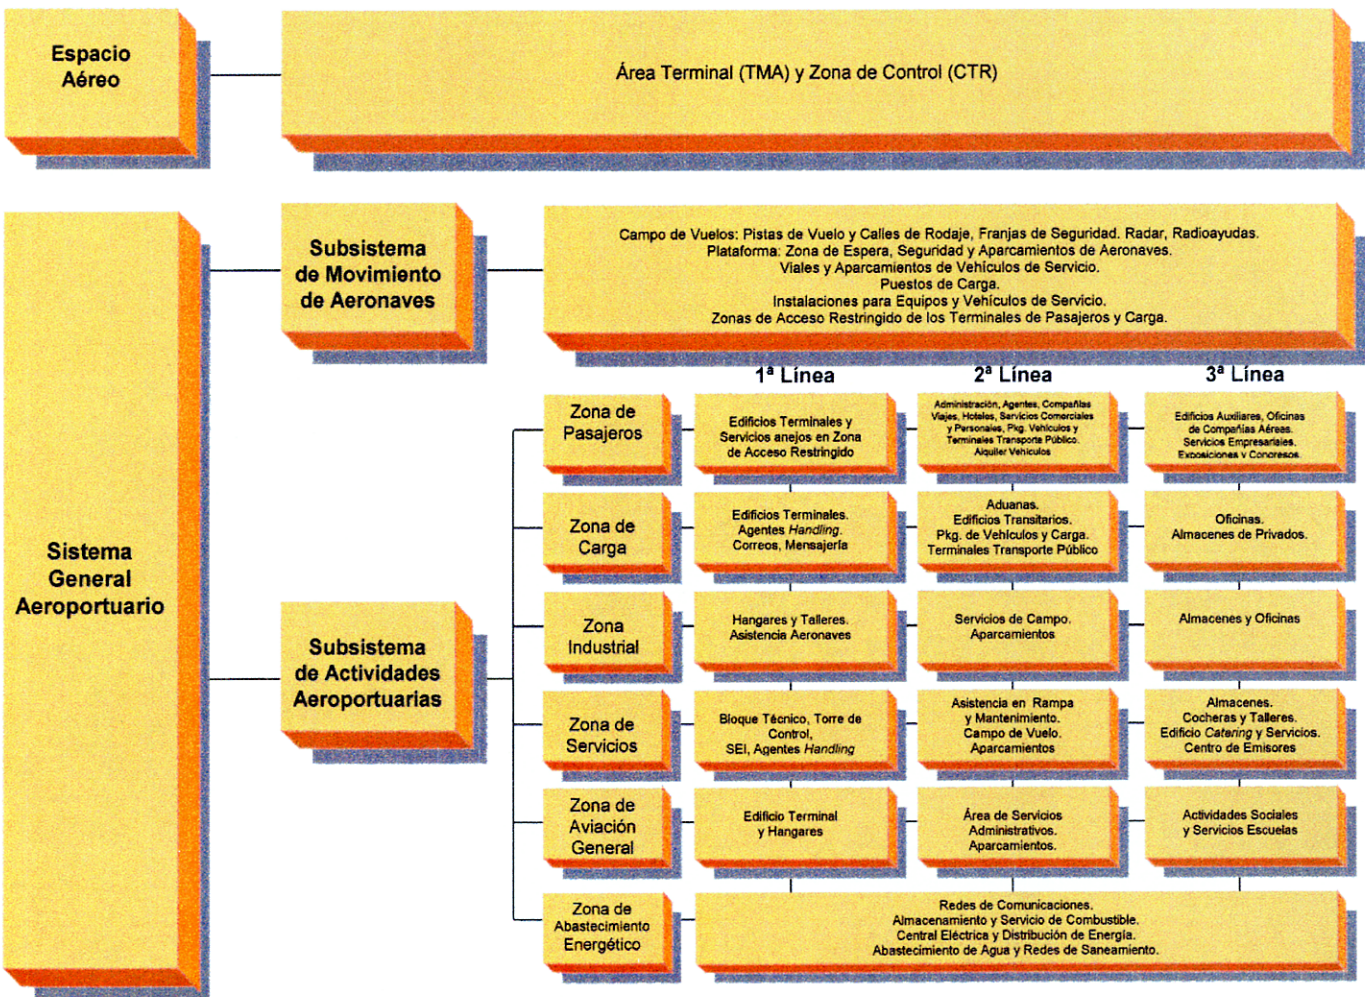 Espacio
Aéreo
Área Terminal (TMA) y Zona de Control (CTR)
Sistema
General
Aeroportuario
Subsistema
de Movimiento
de Aeronaves
Campo de Vuelos: Pistas de Vuelo y Calles de Rodaje, Franjas de Seguridad. Radar, Radioayudas.
Plataforma: Zona de Espera, Seguridad y Aparcamientos de Aeronaves.
Viales y Aparcamientos de Vehículos de Servicio.
Puestos de Carga.
Instalaciones para Equipos y Vehículos de Servicio.
Zonas de Acceso Restringido de los Terminales de Pasajeros y Carga.
Subsistema
de Actividades
Aeroportuarias
1ª Línea
2ª Línea
3ª Línea
Zona de
Pasajeros
Edificios Terminales y
Servicios anejos en Zona
de Acceso Restringido
Administración, Agentes, Compañías
Viajes, Hoteles, Servicios Comerciales
y Personales, Pkg. Vehículos y
Terminales Transporte Público.
Alquiler Vehículos
Edificios Auxiliares, Oficinas
de Compañías Aéreas.
Servicios Empresariales.
Exposiciones y Congresos.
Zona de
Carga
Edificios Terminales.
Agentes Handling.
Correos, Mensajería
Aduanas.
Edificios Transitarios.
Pkg. de Vehículos y Carga.
Terminales Transporte Público
Oficinas.
Almacenes de Privados.
Zona
Industrial
Hangares y Talleres.
Asistencia Aeronaves
Servicios de Campo.
Aparcamientos
Almacenes y Oficinas
Zona de
Servicios
Bloque Técnico, Torre de
Control,
SEI, Agentes Handling
Asistencia en Rampa
y Mantenimiento.
Campo de Vuelo.
Aparcamientos
Almacenes.
Cocheras y Talleres.
Edificio Catering y Servicios.
Centro de Emisores
Zona de
Aviación
General
Edificio Terminal
y Hangares
Área de Servicios
Administrativos.
Aparcamientos.
Actividades Sociales
y Servicios Escuelas
Zona de
Abastecimiento
Energético
Redes de Comunicaciones.
Almacenamiento y Servicio de Combustible.
Central Eléctrica y Distribución de Energía.
Abastecimiento de Agua y Redes de Saneamiento.